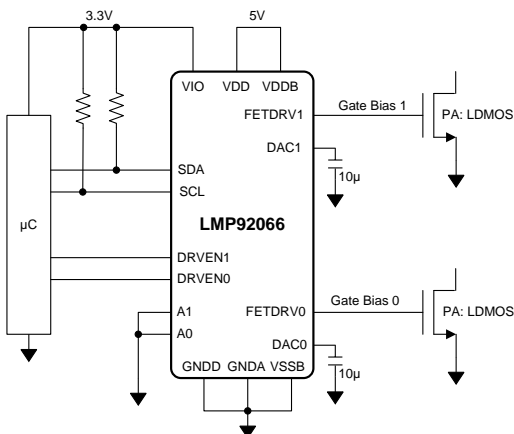 3.3V
5V
VIO VDD VDDB
FETDRV1
Gate Bias 1
PA: LDMOS
DAC1
10µ
SDA
SCL
µC
LMP92066
DRVEN1
DRVEN0
A1
A0
FETDRV0
Gate Bias 0
PA: LDMOS
DAC0
10µ
GNDD GNDA VSSB